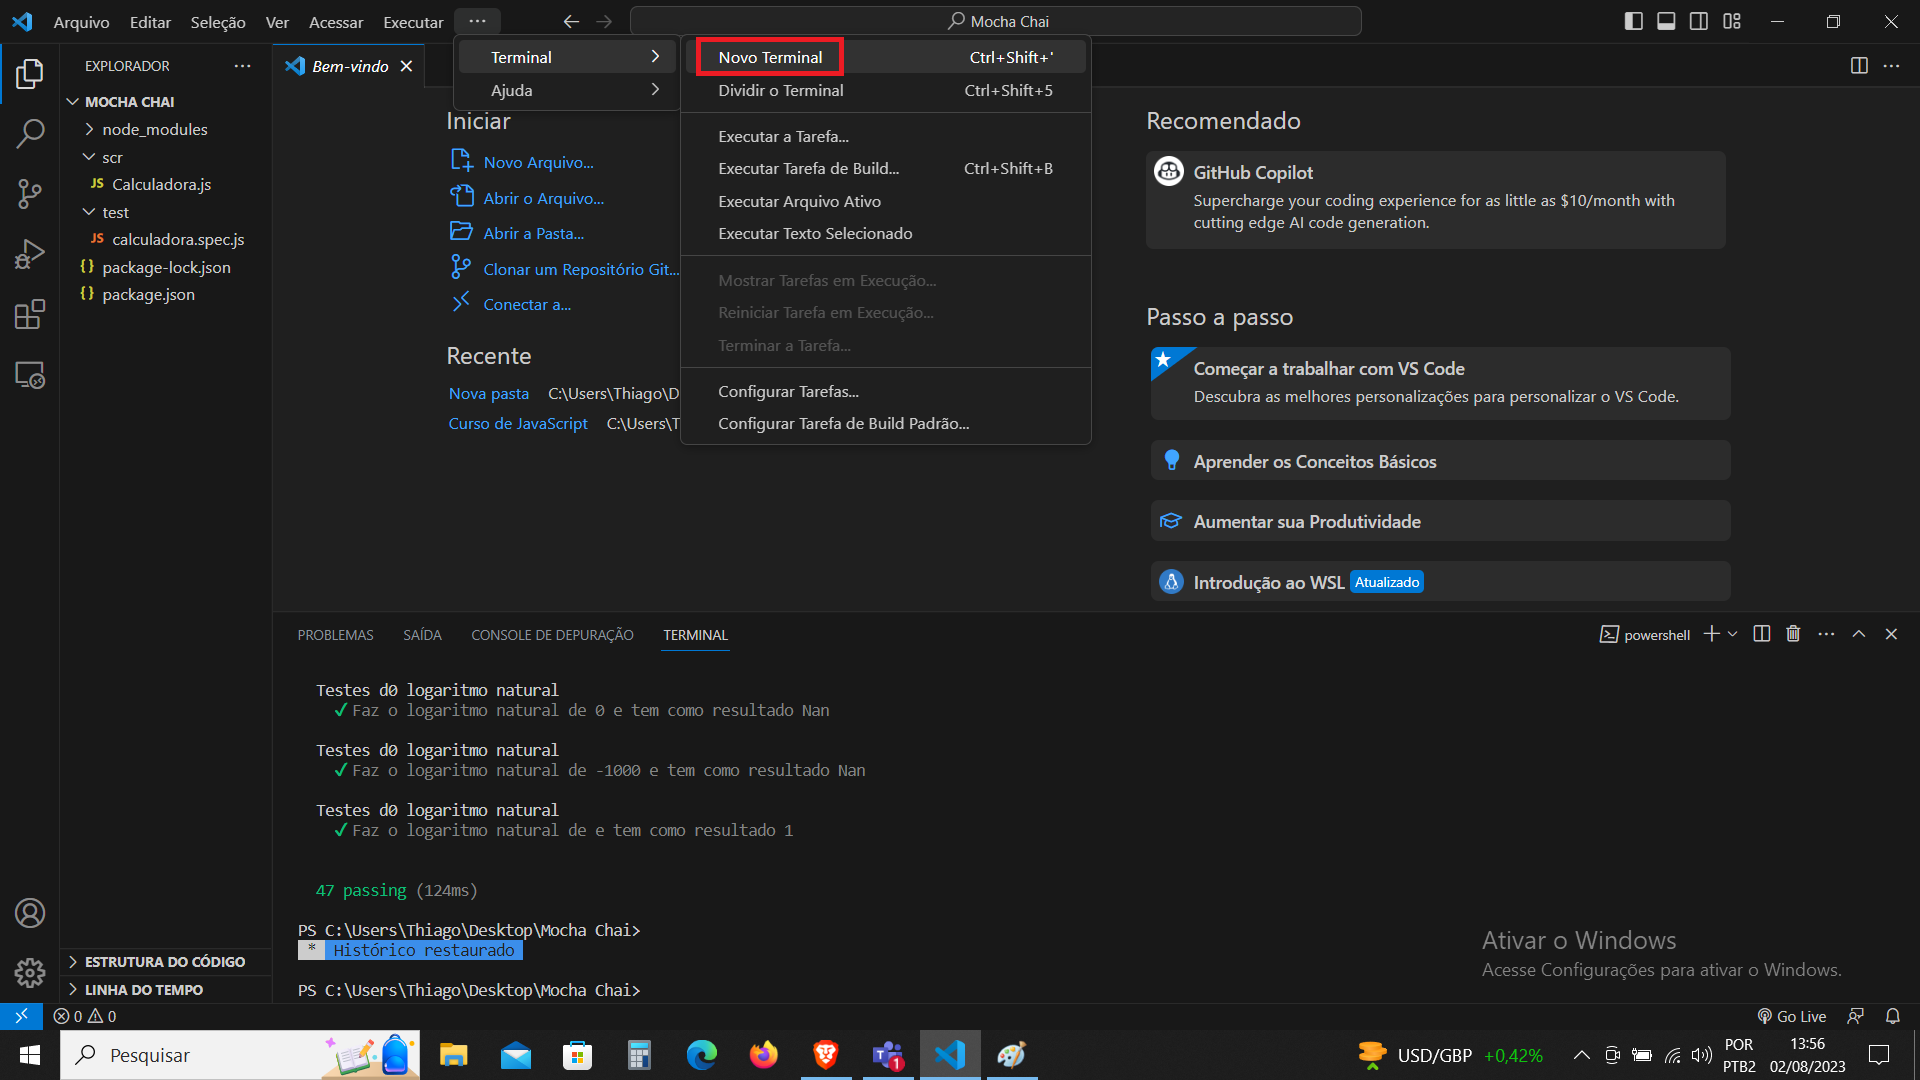 Arquivo Editar Seleção Ver Acessar Executar ··· Mocha Chai
EXPLORADOR ···
MOCHA CHAI
node_modules
scr
JS Calculadora.js
test
JS calculadora.spec.js
{} package-lock.json
{} package.json
ESTRUTURA DO CÓDIGO
LINHA DO TEMPO
Bem-vindo
Terminal
Ajuda
Novo Terminal Ctrl+Shift+'
Dividir o Terminal Ctrl+Shift+5
Executar a Tarefa...
Executar Tarefa de Build... Ctrl+Shift+B
Executar Arquivo Ativo
Executar Texto Selecionado
Mostrar Tarefas em Execução...
Reiniciar Tarefa em Execução...
Terminar a Tarefa...
Configurar Tarefas...
Configurar Tarefa de Build Padrão...
Iniciar
Novo Arquivo...
Abrir o Arquivo...
Abrir a Pasta...
Clonar um Repositório Git...
Conectar a...
Recente
Nova pasta C:\Users\Thiago\D
Curso de JavaScript C:\Users\T
Recomendado
GitHub Copilot
Supercharge your coding experience for as little as $10/month with
cutting edge AI code generation.
Passo a passo
Começar a trabalhar com VS Code
Descubra as melhores personalizações para personalizar o VS Code.
Aprender os Conceitos Básicos
Aumentar sua Produtividade
Introdução ao WSL Atualizado
PROBLEMAS SAÍDA CONSOLE DE DEPURAÇÃO TERMINAL powershell
Testes d0 logaritmo natural
✓ Faz o logaritmo natural de 0 e tem como resultado Nan
Testes d0 logaritmo natural
✓ Faz o logaritmo natural de -1000 e tem como resultado Nan
Testes d0 logaritmo natural
✓ Faz o logaritmo natural de e tem como resultado 1
47 passing (124ms)
PS C:\Users\Thiago\Desktop\Mocha Chai>
* Histórico restaurado
PS C:\Users\Thiago\Desktop\Mocha Chai>
Ativar o Windows
Acesse Configurações para ativar o Windows.
0 0 Go Live
Pesquisar
1
USD/GBP +0,42%
POR
PTB2
13:56
02/08/2023